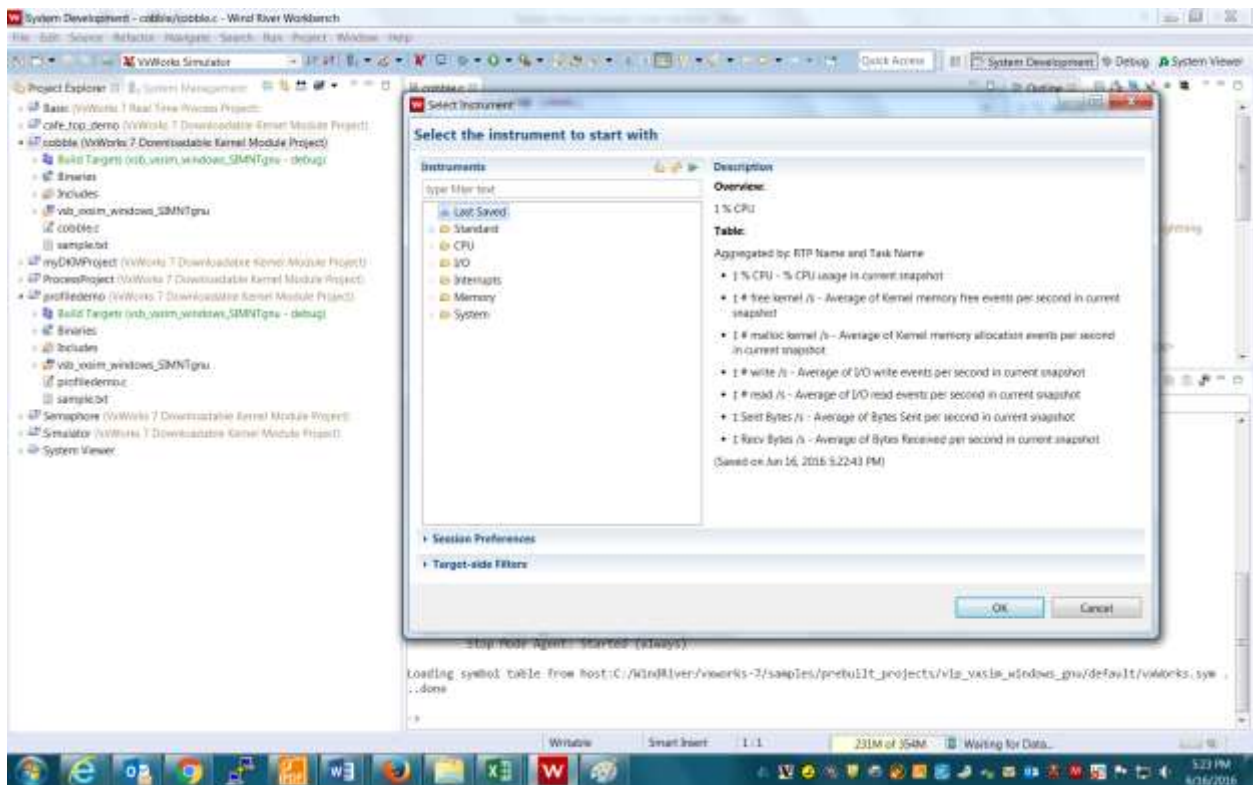 System Development - cobble/cobble.c - Wind River Workbench
File Edit Source Refactor Navigate Search Run Project Window Help
VxWorks Simulator
Quick Access
System Development
Debug
System Viewer
Project Explorer
System Management
Basic (VxWorks 7 Real Time Process Project)
cafe_top_demo (VxWorks 7 Downloadable Kernel Module Project)
cobble (VxWorks 7 Downloadable Kernel Module Project)
Build Targets (vsb_vxsim_windows_SIMNTgnu - debug)
Binaries
Includes
vsb_vxsim_windows_SIMNTgnu
cobble.c
sample.txt
myDKMProject (VxWorks 7 Downloadable Kernel Module Project)
ProcessProject (VxWorks 7 Downloadable Kernel Module Project)
profiledemo (VxWorks 7 Downloadable Kernel Module Project)
Build Targets (vsb_vxsim_windows_SIMNTgnu - debug)
Binaries
Includes
vsb_vxsim_windows_SIMNTgnu
profiledemo.c
sample.txt
Semaphore (VxWorks 7 Downloadable Kernel Module Project)
Simulator (VxWorks 7 Downloadable Kernel Module Project)
System Viewer
cobble.c
Outline
Select Instrument
Select the instrument to start with
Instruments
type filter text
Last Saved
Standard
CPU
I/O
Interrupts
Memory
System
Description
Overview:
1 % CPU
Table:
Aggregated by: RTP Name and Task Name
• 1 % CPU - % CPU usage in current snapshot
• 1 # free kernel /s - Average of Kernel memory free events per second in current
snapshot
• 1 # malloc kernel /s - Average of Kernel memory allocation events per second
in current snapshot
• 1 # write /s - Average of I/O write events per second in current snapshot
• 1 # read /s - Average of I/O read events per second in current snapshot
• 1 Sent Bytes /s - Average of Bytes Sent per second in current snapshot
• 1 Recv Bytes /s - Average of Bytes Received per second in current snapshot
(Saved on Jun 16, 2016 5:22:43 PM)
Session Preferences
Target-side Filters
OK
Cancel
Stop Mode Agent: Started (always)
Loading symbol table from host:C:/WindRiver/vxworks-7/samples/prebuilt_projects/vip_vxsim_windows_gnu/default/vxWorks.sym .
..done
->
Writable
Smart Insert
1 : 1
231M of 354M
Waiting for Data...
5:23 PM
6/16/2016